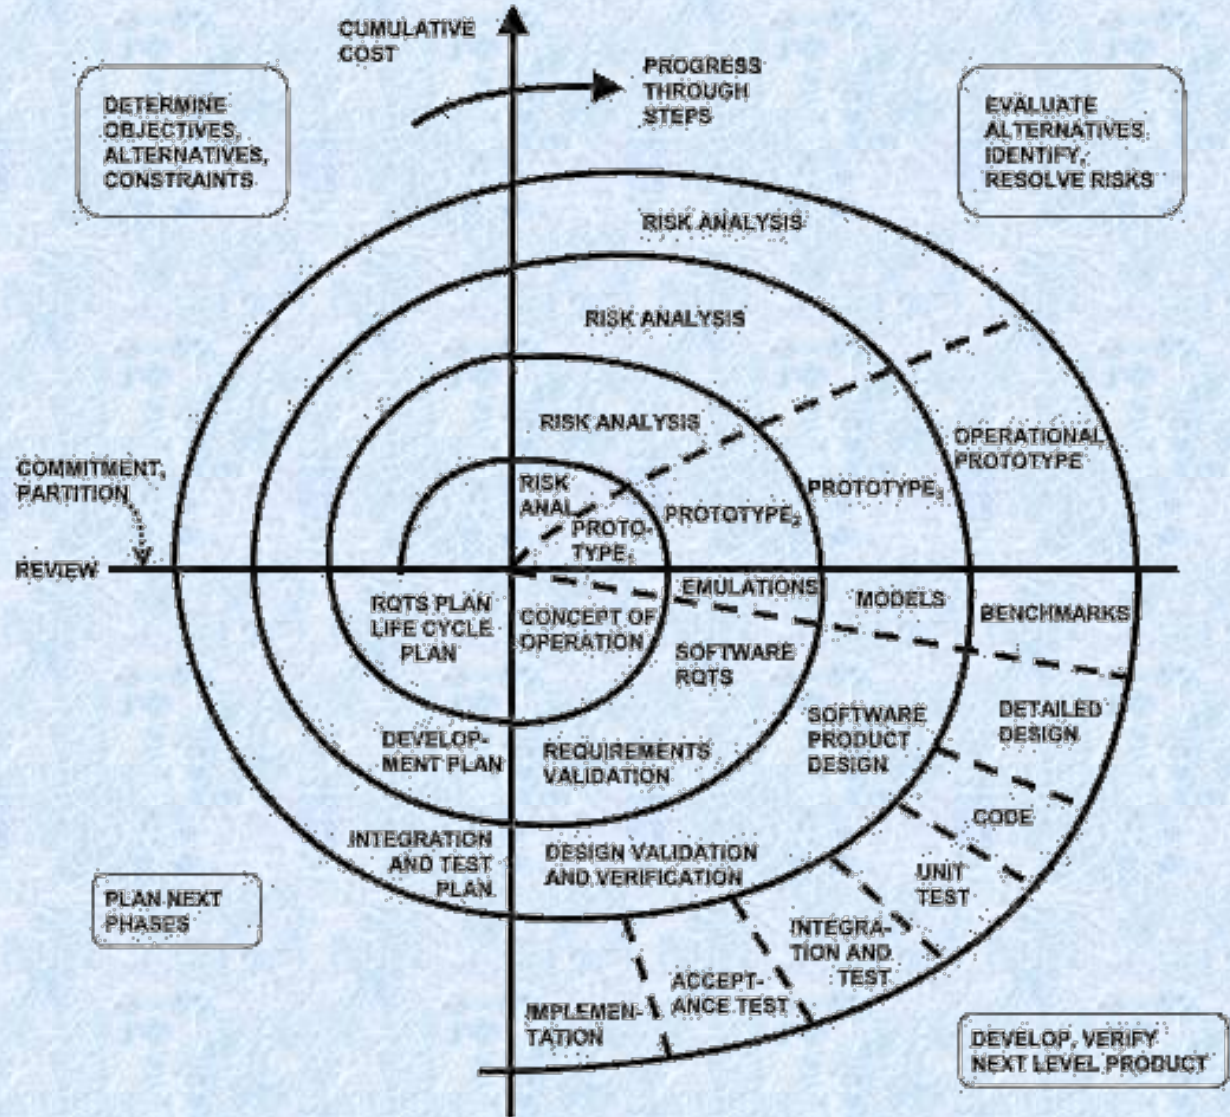 CUMULATIVE
COST
PROGRESS
THROUGH
STEPS
DETERMINE
OBJECTIVES,
ALTERNATIVES,
CONSTRAINTS
EVALUATE
ALTERNATIVES,
IDENTIFY,
RESOLVE RISKS
RISK ANALYSIS
RISK ANALYSIS
RISK ANALYSIS
RISK
ANAL.
PROTO-
TYPE1
PROTOTYPE2
PROTOTYPE3
OPERATIONAL
PROTOTYPE
COMMITMENT,
PARTITION
REVIEW
RQTS PLAN
LIFE CYCLE
PLAN
CONCEPT OF
OPERATION
EMULATIONS
MODELS
BENCHMARKS
SOFTWARE
RQTS
SOFTWARE
PRODUCT
DESIGN
DETAILED
DESIGN
DEVELOP-
MENT PLAN
REQUIREMENTS
VALIDATION
CODE
INTEGRATION
AND TEST
PLAN
DESIGN VALIDATION
AND VERIFICATION
UNIT
TEST
PLAN NEXT
PHASES
INTEGRA-
TION AND
TEST
ACCEPT-
ANCE TEST
IMPLEMEN-
TATION
DEVELOP, VERIFY
NEXT LEVEL PRODUCT